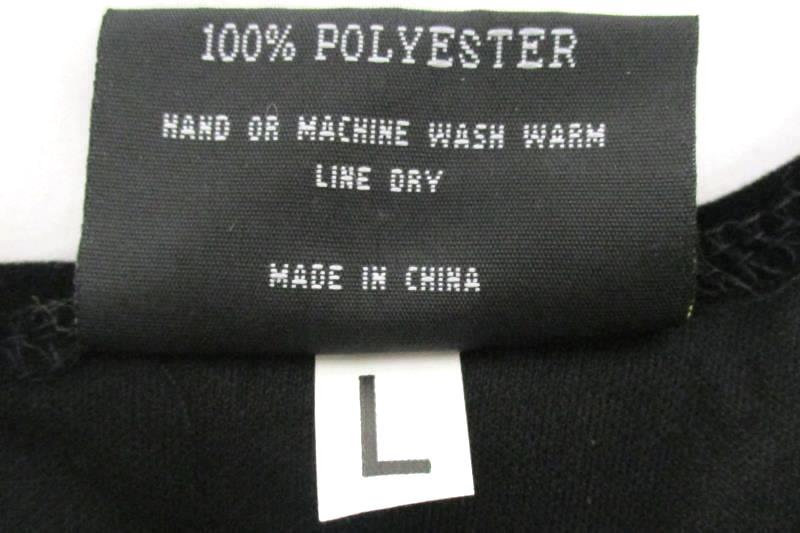 100% POLYESTER
HAND OR MACHINE WASH WARM
LINE DRY
MADE IN CHINA
L